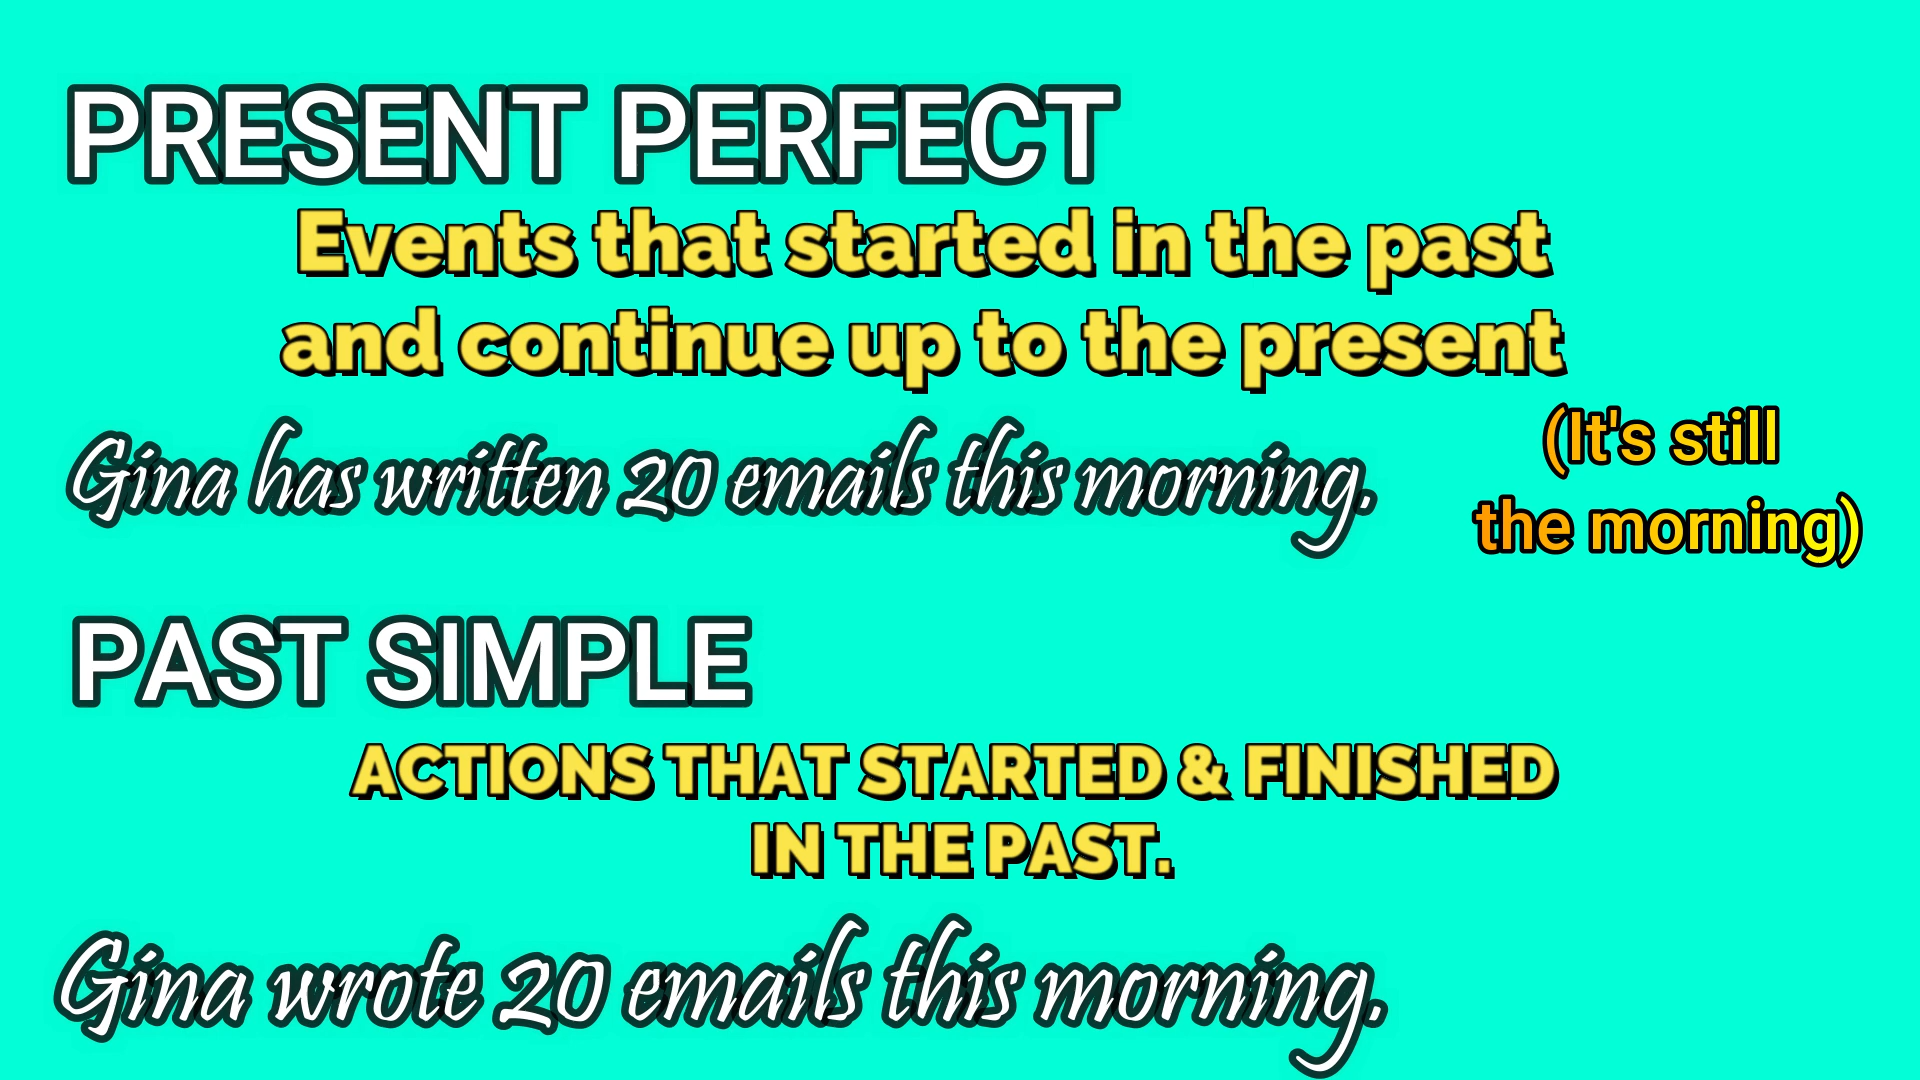 PRESENT PERFECT
Events that started in the past
and continue up to the present
Gina has written 20 emails this morning.
(It's still
the morning)
PAST SIMPLE
ACTIONS THAT STARTED & FINISHED
IN THE PAST.
Gina wrote 20 emails this morning.